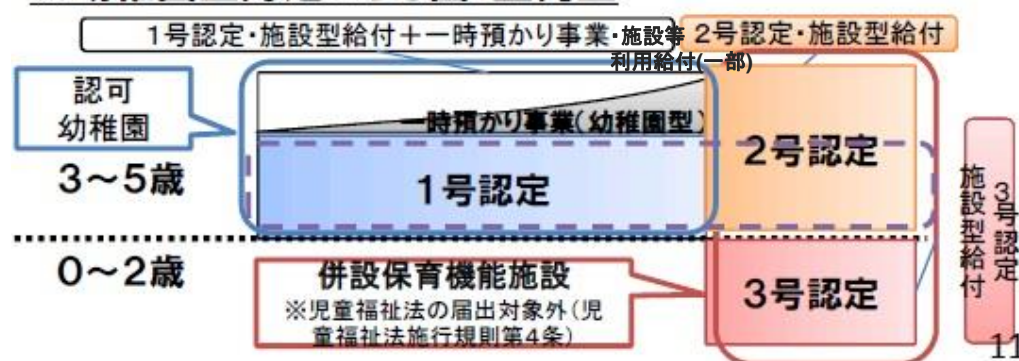 1号認定・施設型給付+一時預かり事業・施設等
利用給付(一部)
2号認定・施設型給付
認可
幼稚園
一時預かり事業(幼稚園型)
3~5歳
1号認定
2号認定
0~2歳
併設保育機能施設
※児童福祉法の届出対象外(児
童福祉法施行規則第4条)
3号認定
3号認定
施設型給付
11